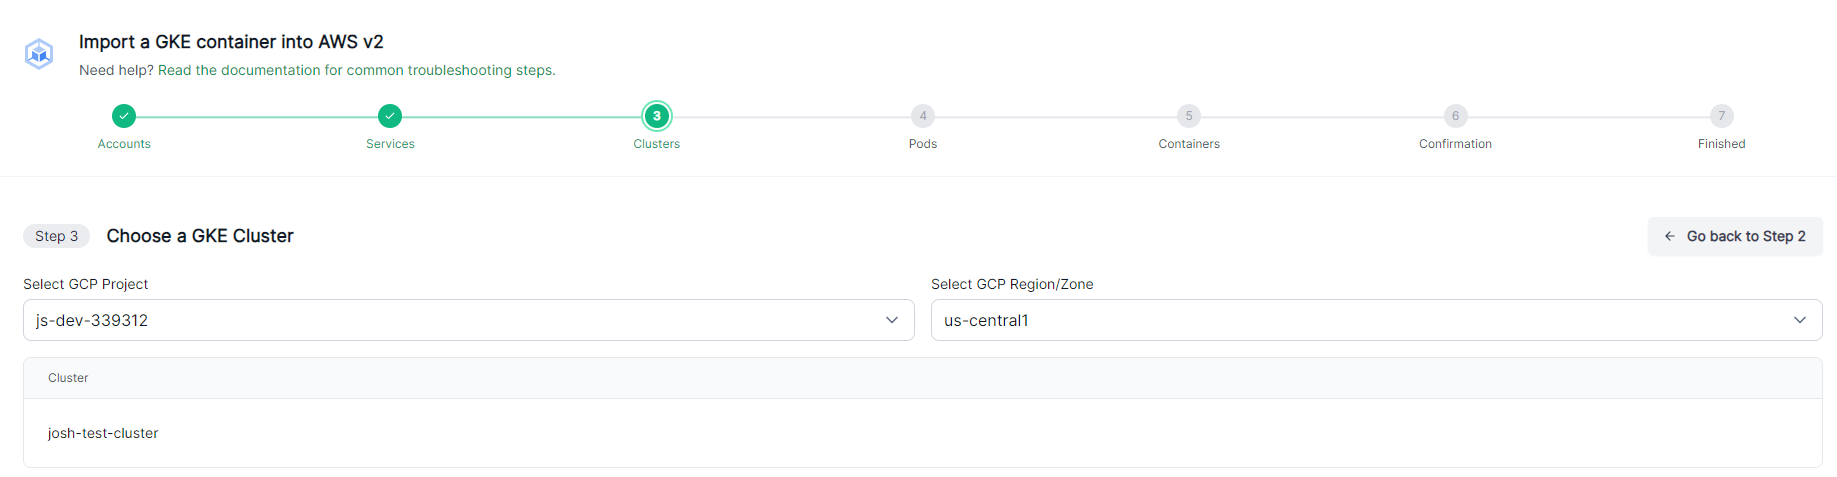 Import a GKE container into AWS v2
Need help? Read the documentation for common troubleshooting steps.
3 4 5 6 7
Accounts Services Clusters Pods Containers Confirmation Finished
Step 3 Choose a GKE Cluster Go back to Step 2
Select GCP Project Select GCP Region/Zone
js-dev-339312 us-central1
Cluster
josh-test-cluster